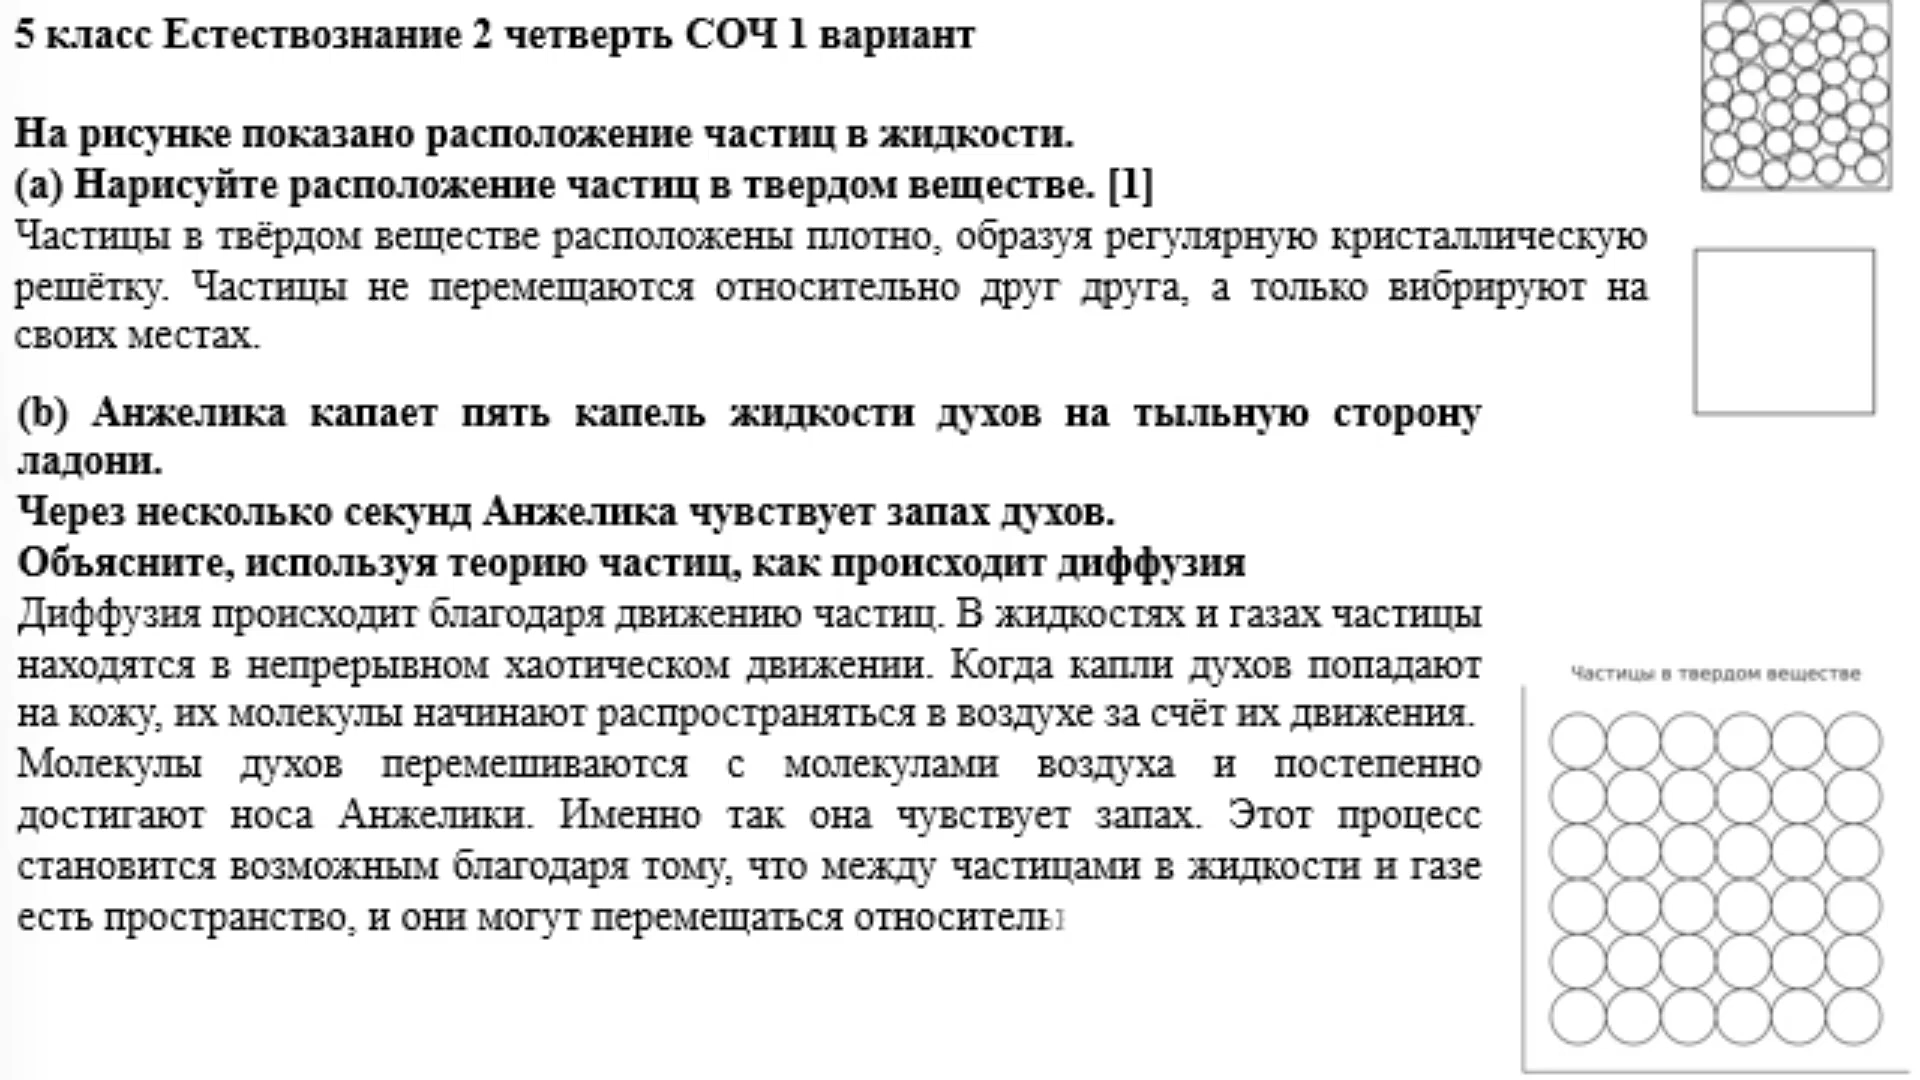 5 класс Естествознание 2 четверть СОЧ 1 вариант
На рисунке показано расположение частиц в жидкости.
(a) Нарисуйте расположение частиц в твердом веществе. [1]
Частицы в твёрдом веществе расположены плотно, образуя регулярную кристаллическую
решётку. Частицы не перемещаются относительно друг друга, а только вибрируют на
своих местах.
(b) Анжелика капает пять капель жидкости духов на тыльную сторону
ладони.
Через несколько секунд Анжелика чувствует запах духов.
Объясните, используя теорию частиц, как происходит диффузия
Диффузия происходит благодаря движению частиц. В жидкостях и газах частицы
находятся в непрерывном хаотическом движении. Когда капли духов попадают
на кожу, их молекулы начинают распространяться в воздухе за счёт их движения.
Молекулы духов перемешиваются с молекулами воздуха и постепенно
достигают носа Анжелики. Именно так она чувствует запах. Этот процесс
становится возможным благодаря тому, что между частицами в жидкости и газе
есть пространство, и они могут перемещаться
Частицы в твердом веществе